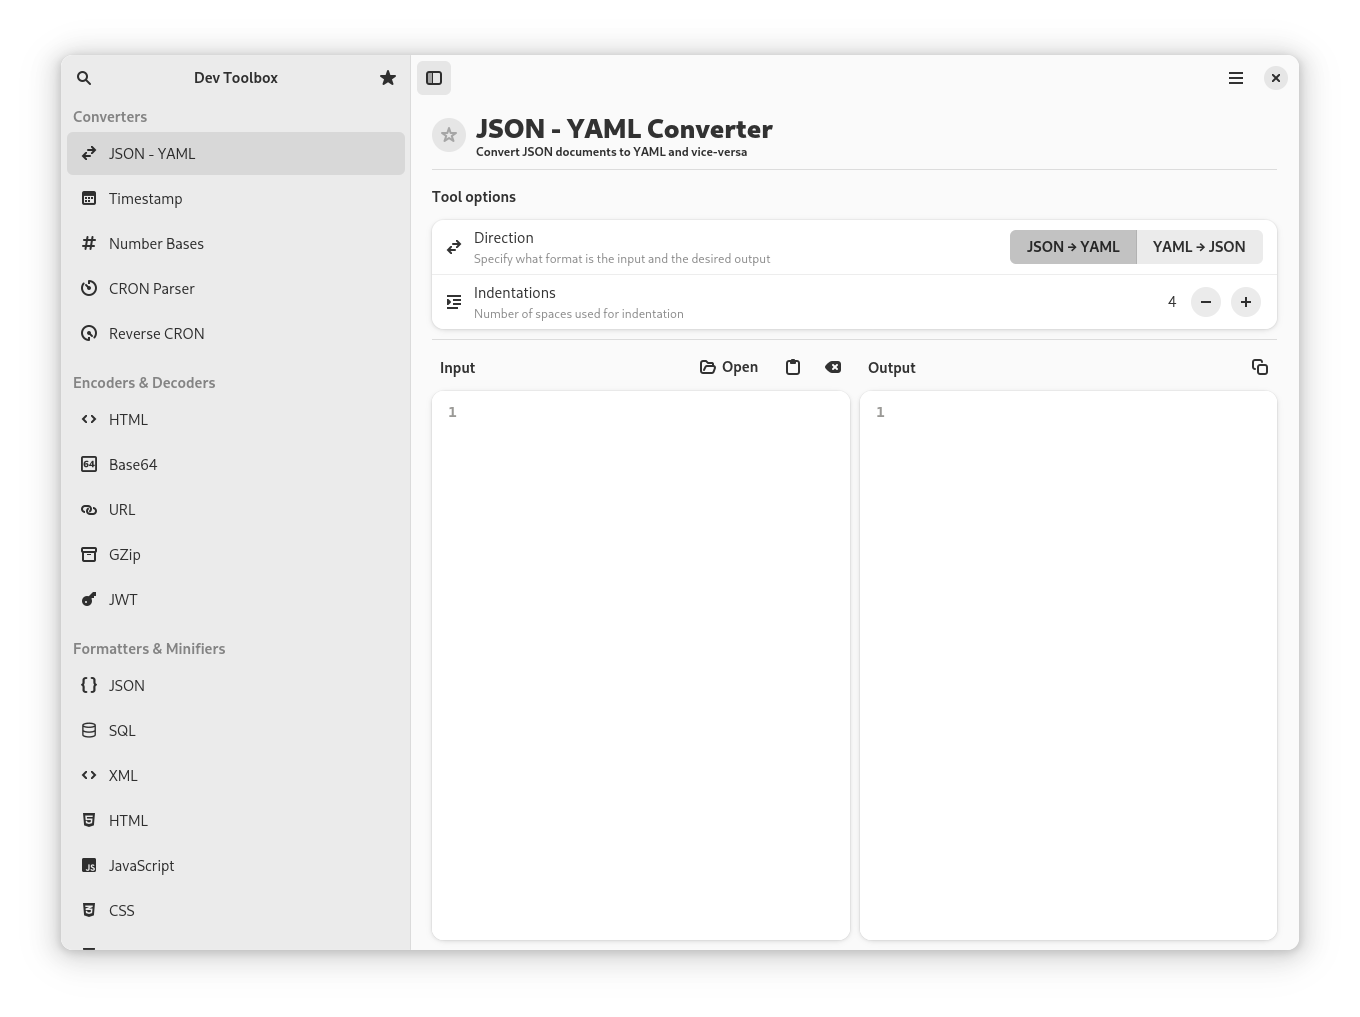 Dev Toolbox
Converters
JSON - YAML
Timestamp
Number Bases
CRON Parser
Reverse CRON
Encoders & Decoders
HTML
64
Base64
URL
GZip
JWT
Formatters & Minifiers
JSON
SQL
XML
HTML
JS
JavaScript
CSS
JSON - YAML Converter
Convert JSON documents to YAML and vice-versa
Tool options
Direction
Specify what format is the input and the desired output
JSON → YAML
YAML → JSON
Indentations
Number of spaces used for indentation
4
Input
Open
Output
1
1